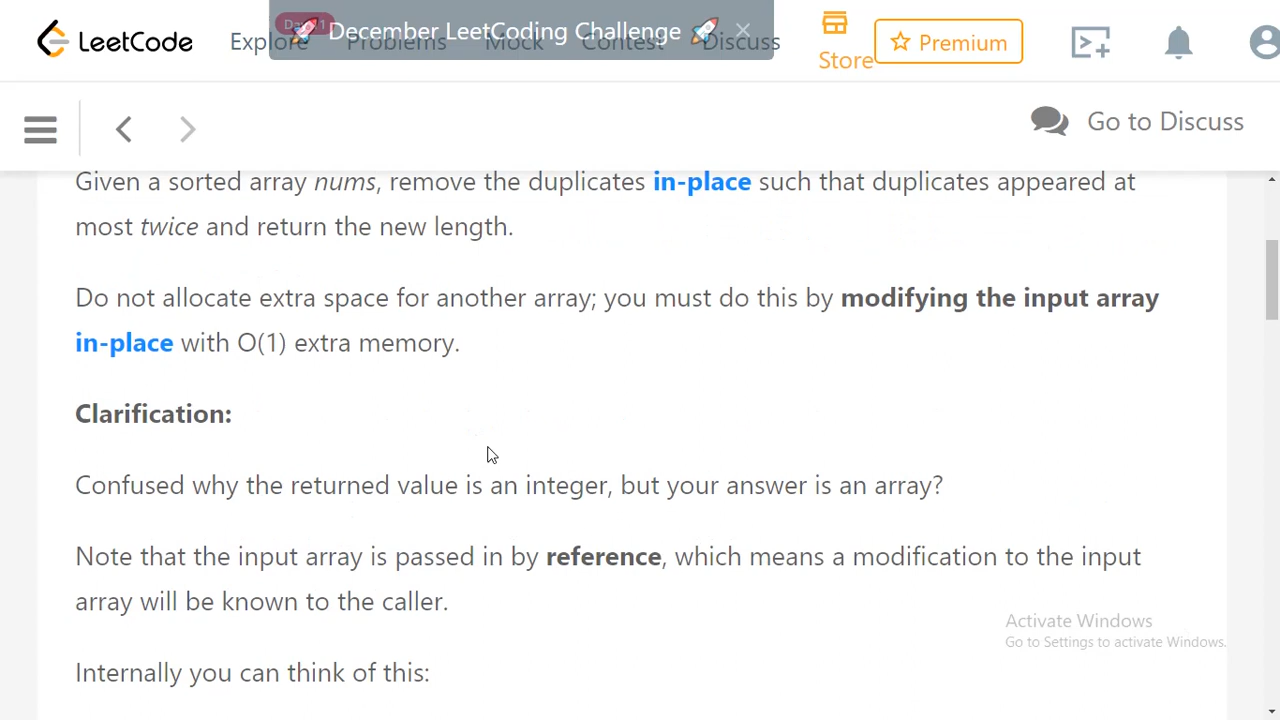 LeetCode
Explore Problems Mock Contest Discuss
🚀 December LeetCoding Challenge 🚀 ×
Store
Premium
Go to Discuss
Given a sorted array nums, remove the duplicates in-place such that duplicates appeared at
most twice and return the new length.
Do not allocate extra space for another array; you must do this by modifying the input array
in-place with O(1) extra memory.
Clarification:
Confused why the returned value is an integer, but your answer is an array?
Note that the input array is passed in by reference, which means a modification to the input
array will be known to the caller.
Internally you can think of this:
Activate Windows
Go to Settings to activate Windows.